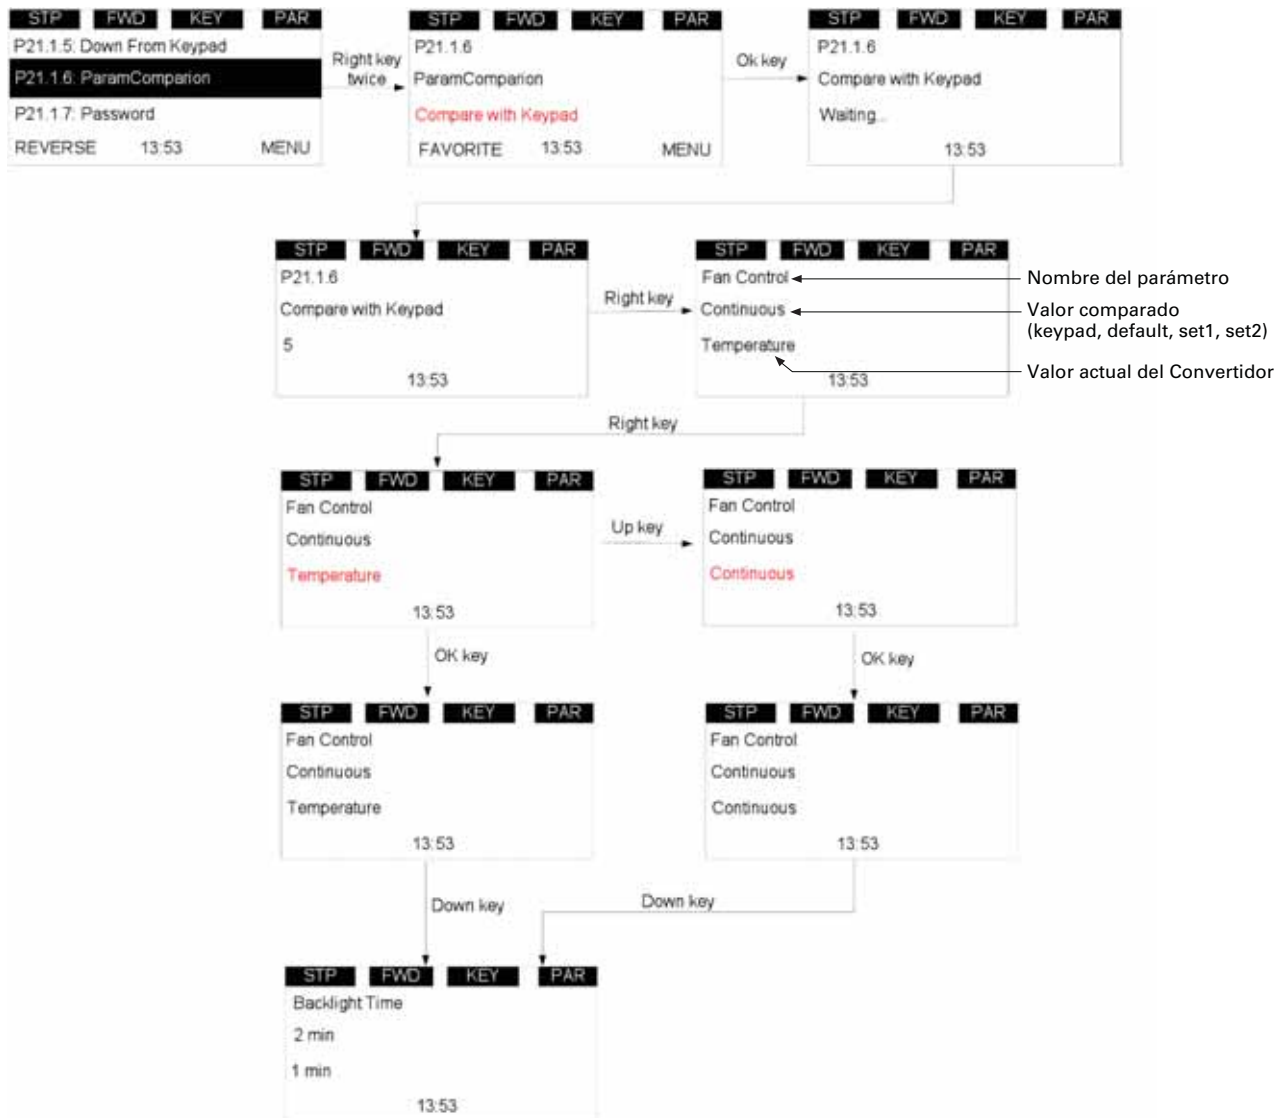 STP FWD KEY PAR
P21.1.5: Down From Keypad
P21.1.6: ParamComparion
P21.1.7: Password
REVERSE 13:53 MENU
Right key
twice
STP FWD KEY PAR
P21.1.6
ParamComparion
Compare with Keypad
FAVORITE 13:53 MENU
Ok key
STP FWD KEY PAR
P21.1.6
Compare with Keypad
Waiting...
13:53
STP FWD KEY PAR
P21.1.6
Compare with Keypad
5
13:53
Right key
STP FWD KEY PAR
Fan Control
Continuous
Temperature
13:53
Nombre del parámetro
Valor comparado
(keypad, default, set1, set2)
Valor actual del Convertidor
Right key
STP FWD KEY PAR
Fan Control
Continuous
Temperature
13:53
Up key
STP FWD KEY PAR
Fan Control
Continuous
Continuous
13:53
OK key
OK key
STP FWD KEY PAR
Fan Control
Continuous
Temperature
13:53
STP FWD KEY PAR
Fan Control
Continuous
Continuous
13:53
Down key
Down key
STP FWD KEY PAR
Backlight Time
2 min
1 min
13:53